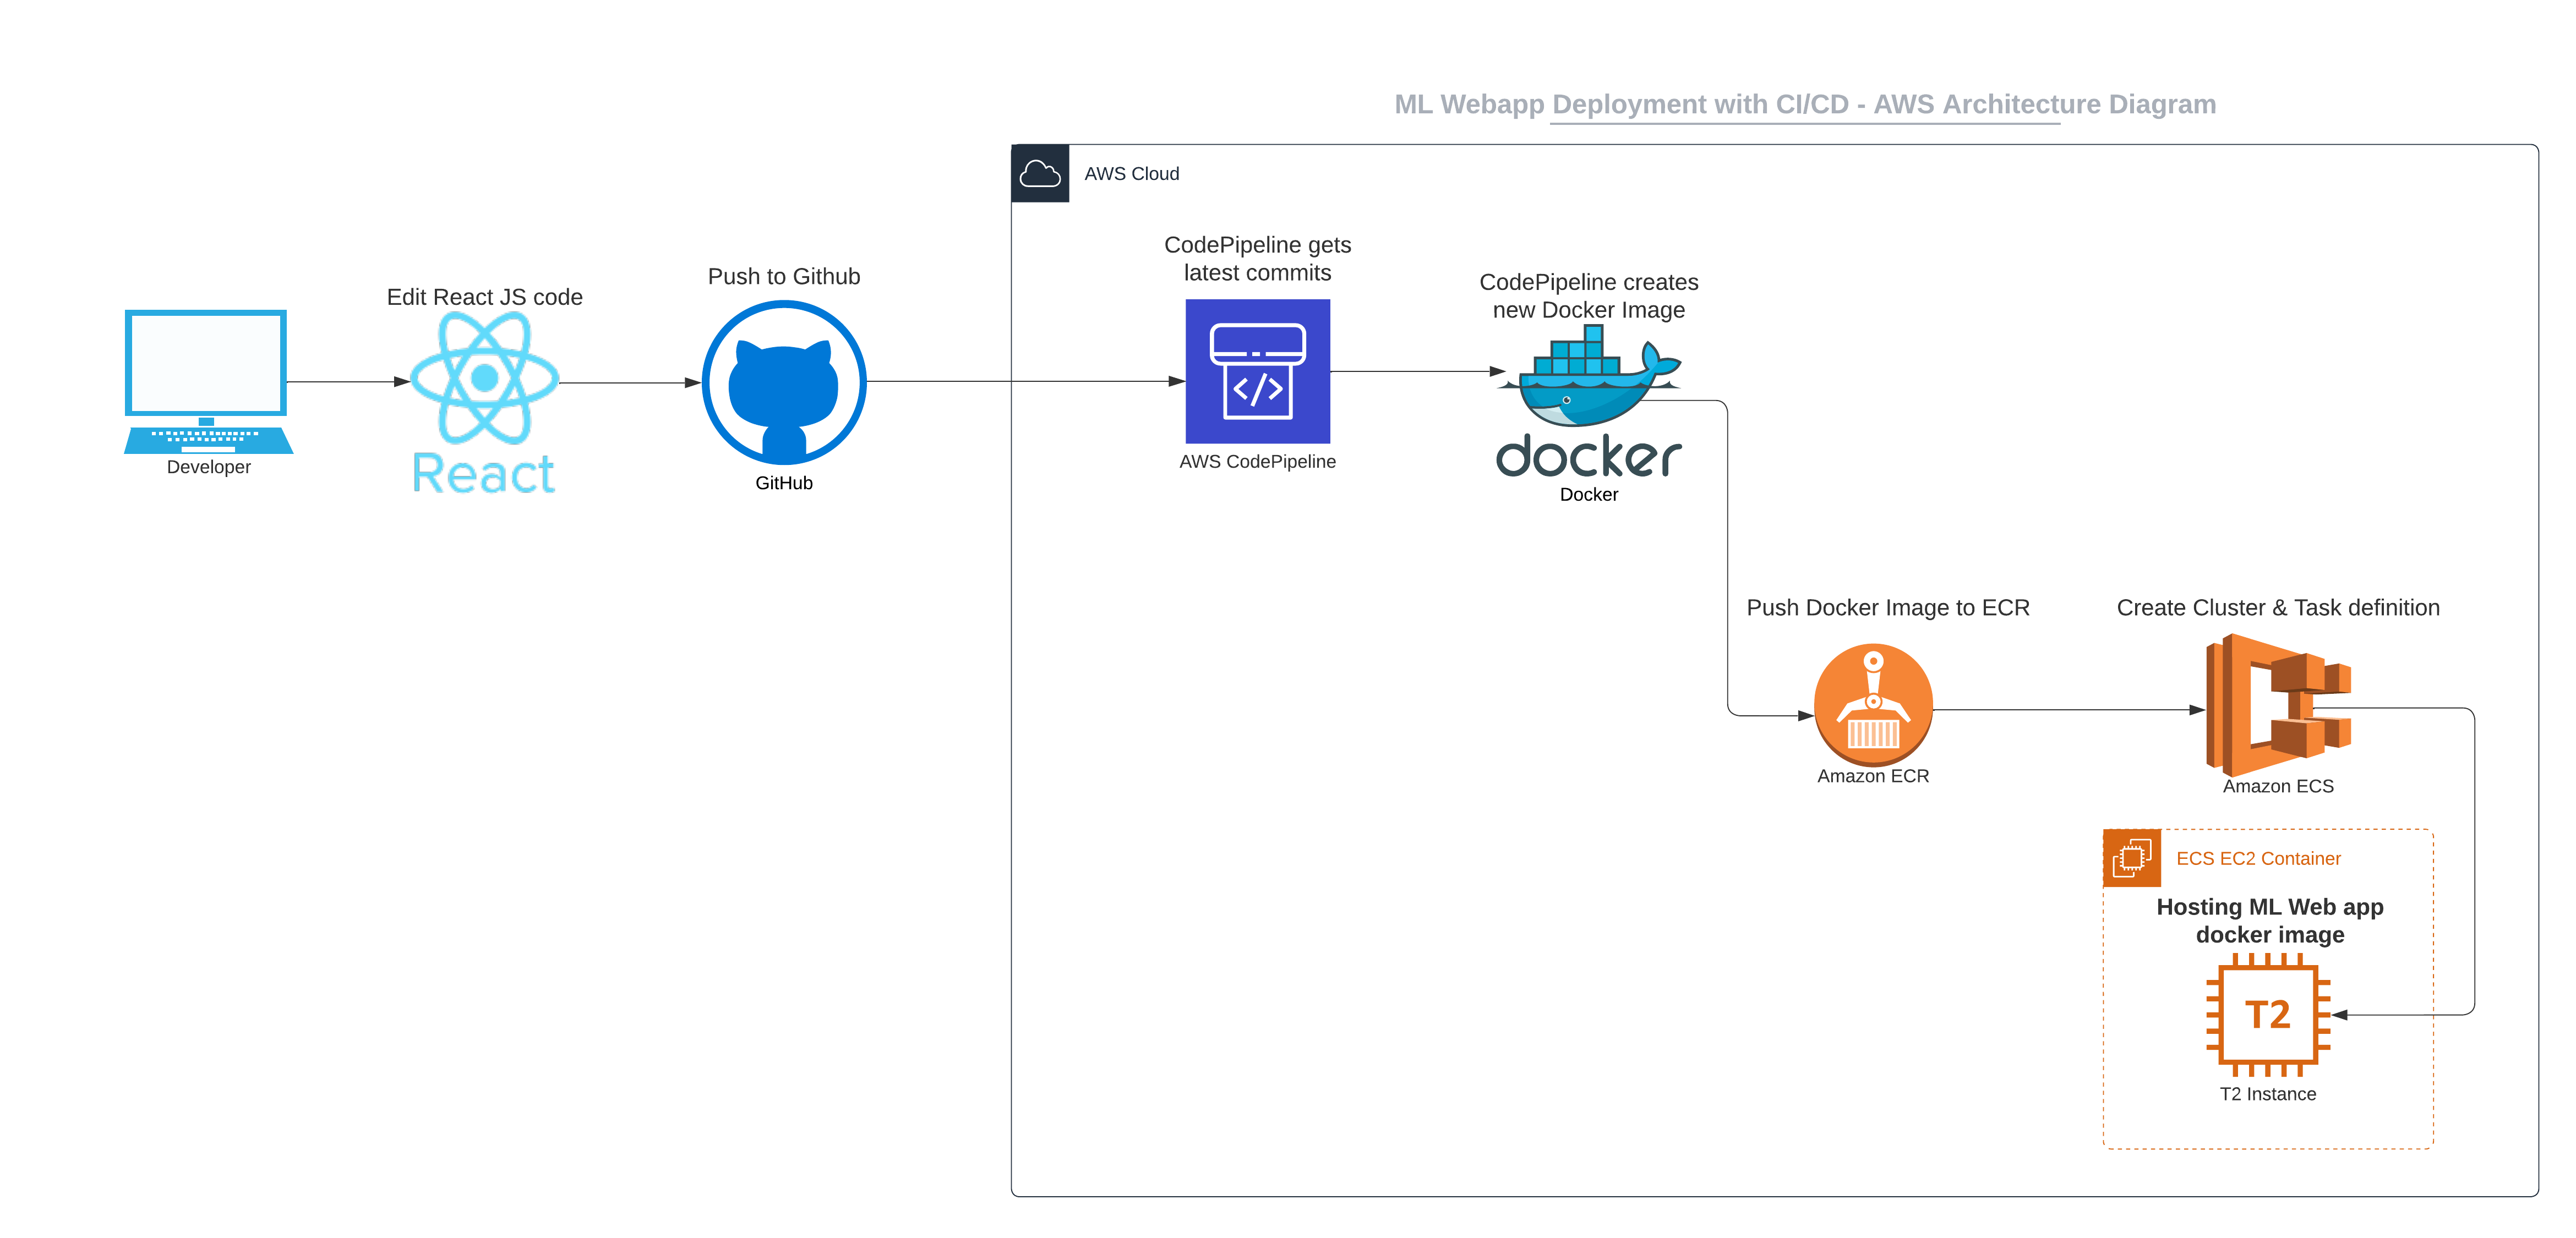 ML Webapp Deployment with CI/CD - AWS Architecture Diagram
AWS Cloud
Edit React JS code
React
Developer
Push to Github
GitHub
CodePipeline gets
latest commits
AWS CodePipeline
CodePipeline creates
new Docker Image
docker
Docker
Push Docker Image to ECR
Amazon ECR
Create Cluster & Task definition
Amazon ECS
ECS EC2 Container
Hosting ML Web app
docker image
T2
T2 Instance